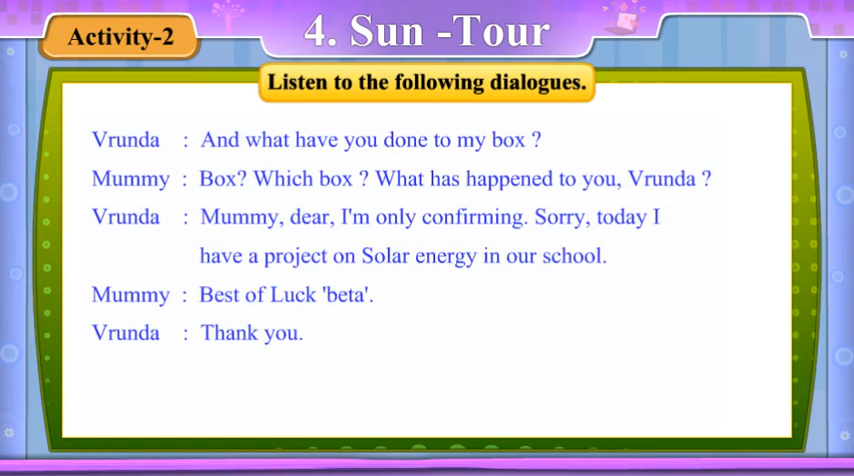 Activity-2
4. Sun -Tour
Listen to the following dialogues.
Vrunda : And what have you done to my box ?
Mummy : Box? Which box ? What has happened to you, Vrunda ?
Vrunda : Mummy, dear, I'm only confirming. Sorry, today I
have a project on Solar energy in our school.
Mummy : Best of Luck 'beta'.
Vrunda : Thank you.